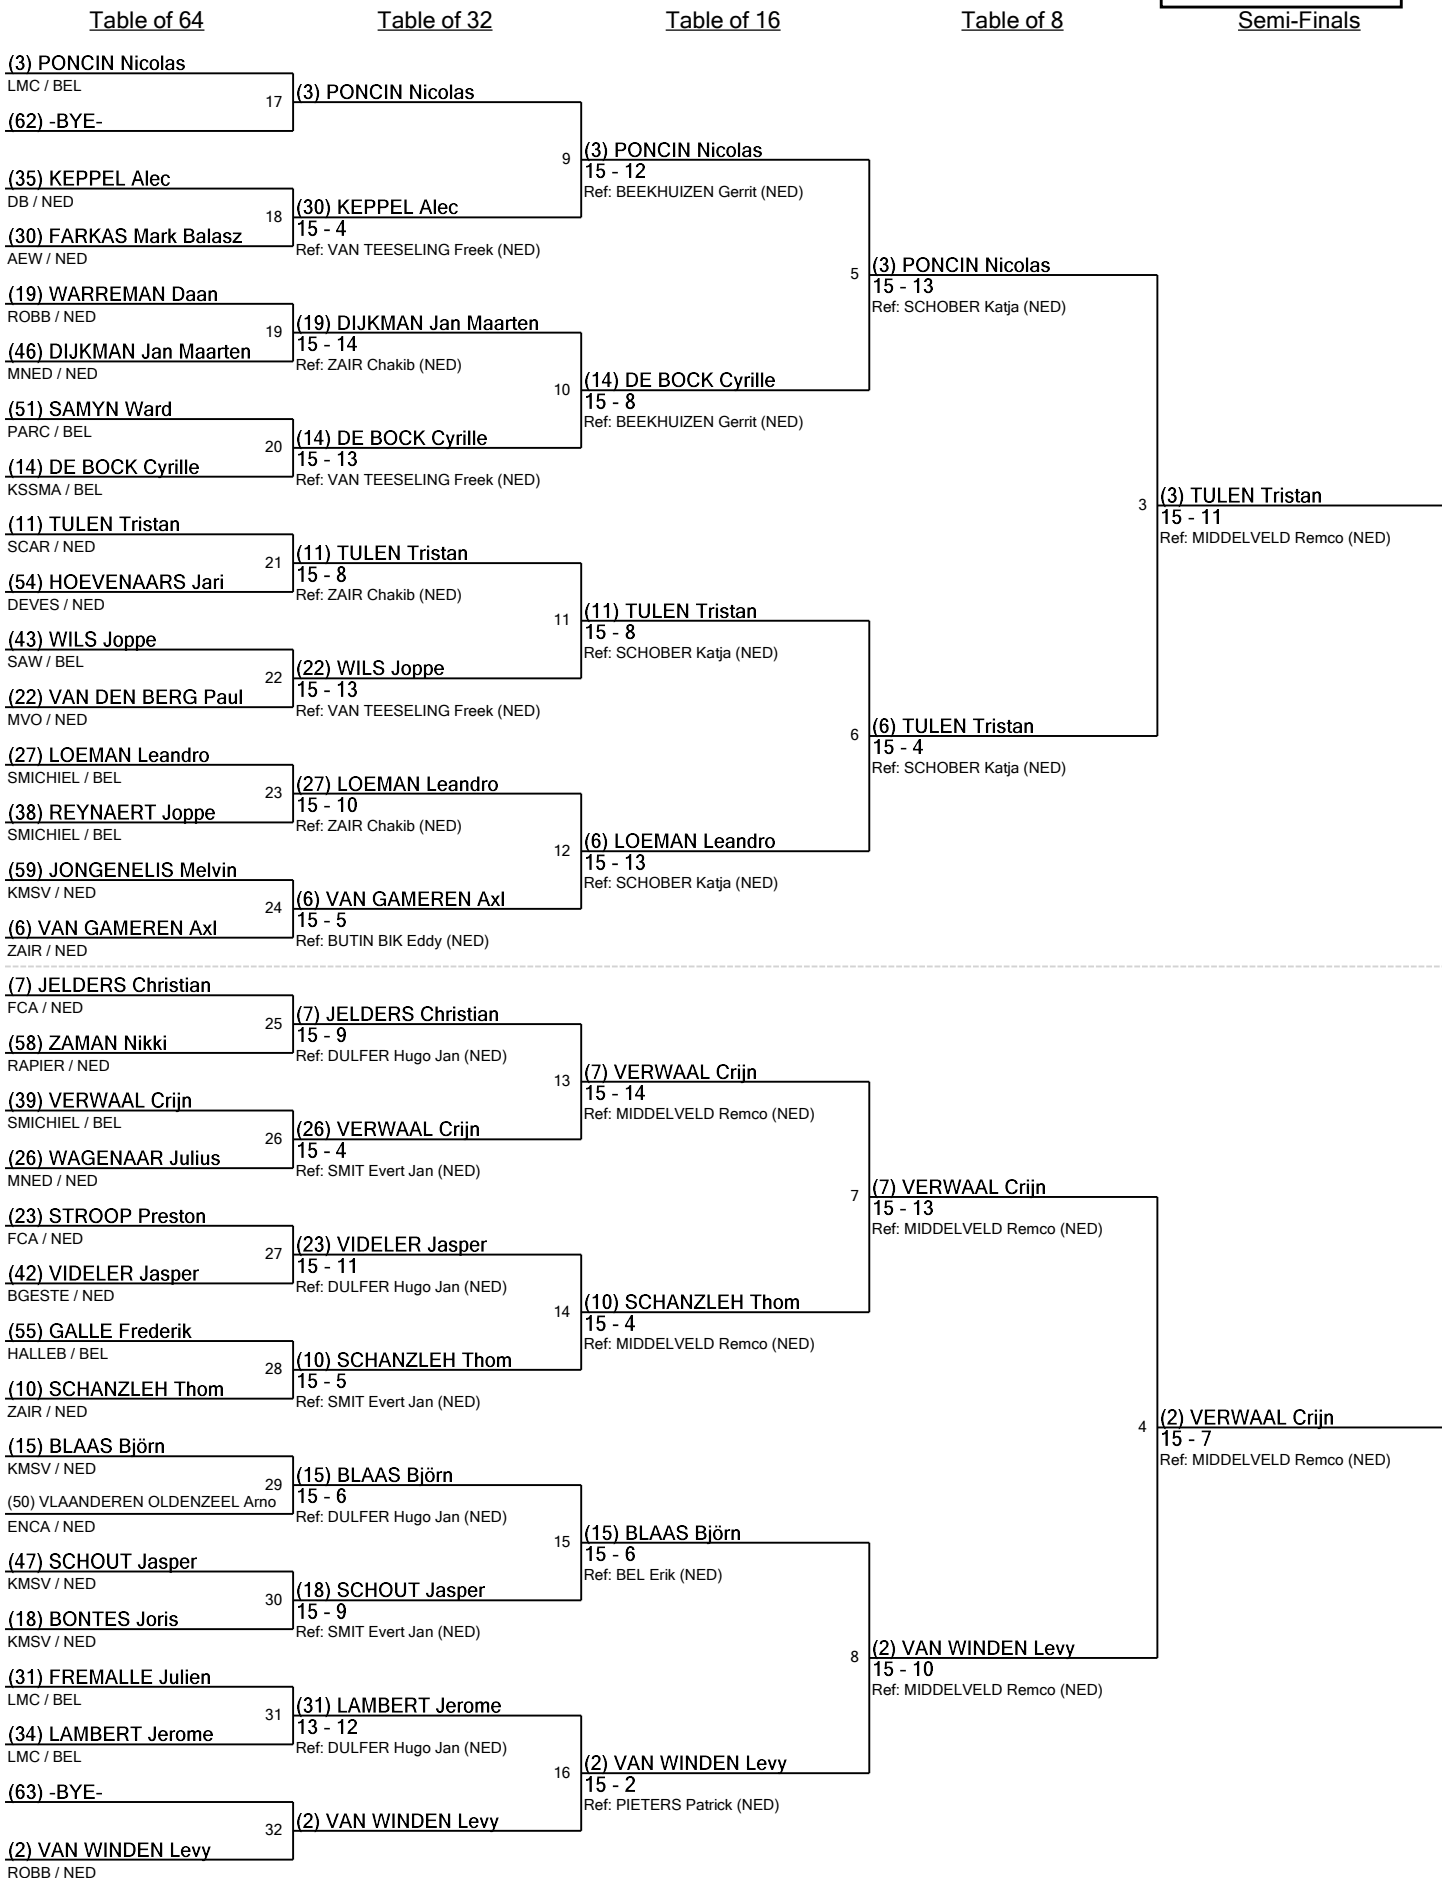 Table of 64
Table of 32
Table of 16
Table of 8
Semi-Finals
(3) PONCIN Nicolas
LMC / BEL
17
(62) -BYE-
(35) KEPPEL Alec
DB / NED
18
(30) FARKAS Mark Balasz
AEW / NED
(19) WARREMAN Daan
ROBB / NED
19
(46) DIJKMAN Jan Maarten
MNED / NED
(51) SAMYN Ward
PARC / BEL
20
(14) DE BOCK Cyrille
KSSMA / BEL
(11) TULEN Tristan
SCAR / NED
21
(54) HOEVENAARS Jari
DEVES / NED
(43) WILS Joppe
SAW / BEL
22
(22) VAN DEN BERG Paul
MVO / NED
(27) LOEMAN Leandro
SMICHIEL / BEL
23
(38) REYNAERT Joppe
SMICHIEL / BEL
(59) JONGENELIS Melvin
KMSV / NED
24
(6) VAN GAMEREN Axl
ZAIR / NED
(7) JELDERS Christian
FCA / NED
25
(58) ZAMAN Nikki
RAPIER / NED
(39) VERWAAL Crijn
SMICHIEL / BEL
26
(26) WAGENAAR Julius
MNED / NED
(23) STROOP Preston
FCA / NED
27
(42) VIDELER Jasper
BGESTE / NED
(55) GALLE Frederik
HALLEB / BEL
28
(10) SCHANZLEH Thom
ZAIR / NED
(15) BLAAS Björn
KMSV / NED
29
(50) VLAANDEREN OLDENZEEL Arno
ENCA / NED
(47) SCHOUT Jasper
KMSV / NED
30
(18) BONTES Joris
KMSV / NED
(31) FREMALLE Julien
LMC / BEL
31
(34) LAMBERT Jerome
LMC / BEL
(63) -BYE-
32
(2) VAN WINDEN Levy
ROBB / NED
(3) PONCIN Nicolas
9
(30) KEPPEL Alec
15 - 4
Ref: VAN TEESELING Freek (NED)
(19) DIJKMAN Jan Maarten
15 - 14
Ref: ZAIR Chakib (NED)
10
(14) DE BOCK Cyrille
15 - 13
Ref: VAN TEESELING Freek (NED)
(11) TULEN Tristan
15 - 8
Ref: ZAIR Chakib (NED)
11
(22) WILS Joppe
15 - 13
Ref: VAN TEESELING Freek (NED)
(27) LOEMAN Leandro
15 - 10
Ref: ZAIR Chakib (NED)
12
(6) VAN GAMEREN Axl
15 - 5
Ref: BUTIN BIK Eddy (NED)
(7) JELDERS Christian
15 - 9
Ref: DULFER Hugo Jan (NED)
13
(26) VERWAAL Crijn
15 - 4
Ref: SMIT Evert Jan (NED)
(23) VIDELER Jasper
15 - 11
Ref: DULFER Hugo Jan (NED)
14
(10) SCHANZLEH Thom
15 - 5
Ref: SMIT Evert Jan (NED)
(15) BLAAS Björn
15 - 6
Ref: DULFER Hugo Jan (NED)
15
(18) SCHOUT Jasper
15 - 9
Ref: SMIT Evert Jan (NED)
(31) LAMBERT Jerome
13 - 12
Ref: DULFER Hugo Jan (NED)
16
(2) VAN WINDEN Levy
(3) PONCIN Nicolas
15 - 12
Ref: BEEKHUIZEN Gerrit (NED)
5
(14) DE BOCK Cyrille
15 - 8
Ref: BEEKHUIZEN Gerrit (NED)
(11) TULEN Tristan
15 - 8
Ref: SCHOBER Katja (NED)
6
(6) LOEMAN Leandro
15 - 13
Ref: SCHOBER Katja (NED)
(7) VERWAAL Crijn
15 - 14
Ref: MIDDELVELD Remco (NED)
7
(10) SCHANZLEH Thom
15 - 4
Ref: MIDDELVELD Remco (NED)
(15) BLAAS Björn
15 - 6
Ref: BEL Erik (NED)
8
(2) VAN WINDEN Levy
15 - 2
Ref: PIETERS Patrick (NED)
(3) PONCIN Nicolas
15 - 13
Ref: SCHOBER Katja (NED)
3
(6) TULEN Tristan
15 - 4
Ref: SCHOBER Katja (NED)
(7) VERWAAL Crijn
15 - 13
Ref: MIDDELVELD Remco (NED)
4
(2) VAN WINDEN Levy
15 - 10
Ref: MIDDELVELD Remco (NED)
(3) TULEN Tristan
15 - 11
Ref: MIDDELVELD Remco (NED)
(2) VERWAAL Crijn
15 - 7
Ref: MIDDELVELD Remco (NED)